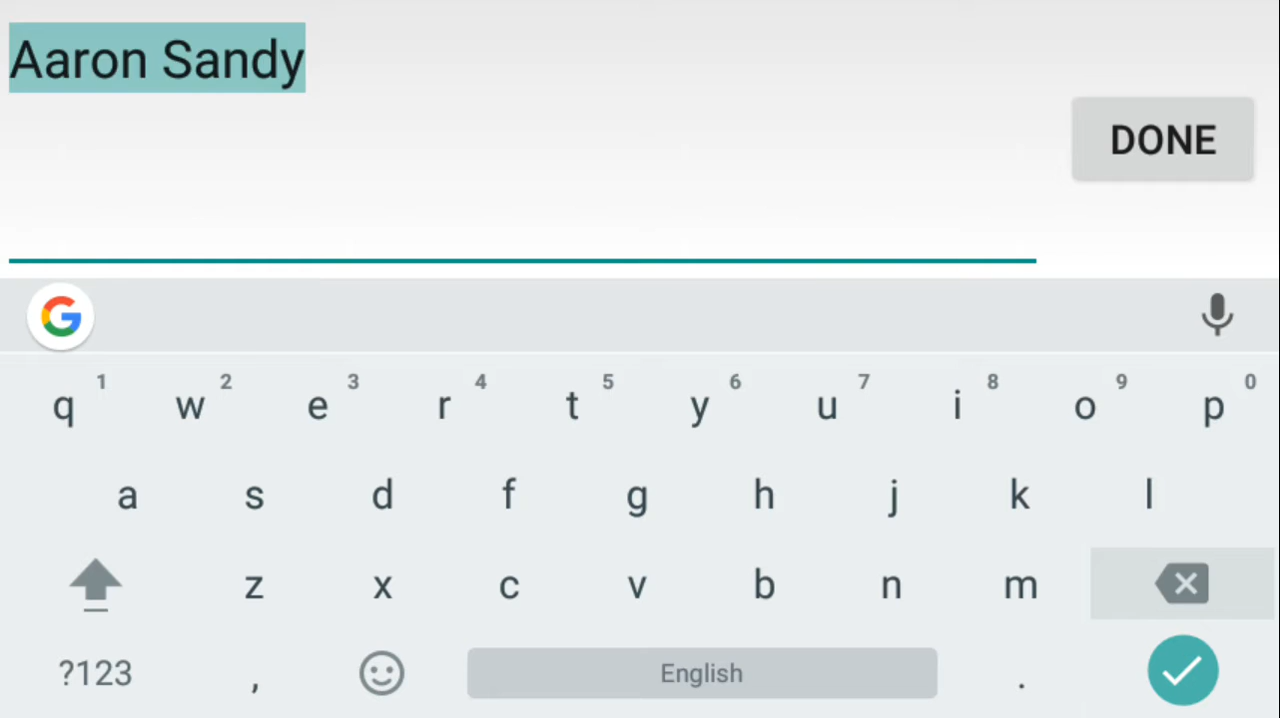 Aaron Sandy
DONE
1 2 3 4 5 6 7 8 9 0
q w e r t y u i o p
a s d f g h j k l
z x c v b n m
?123 , English .